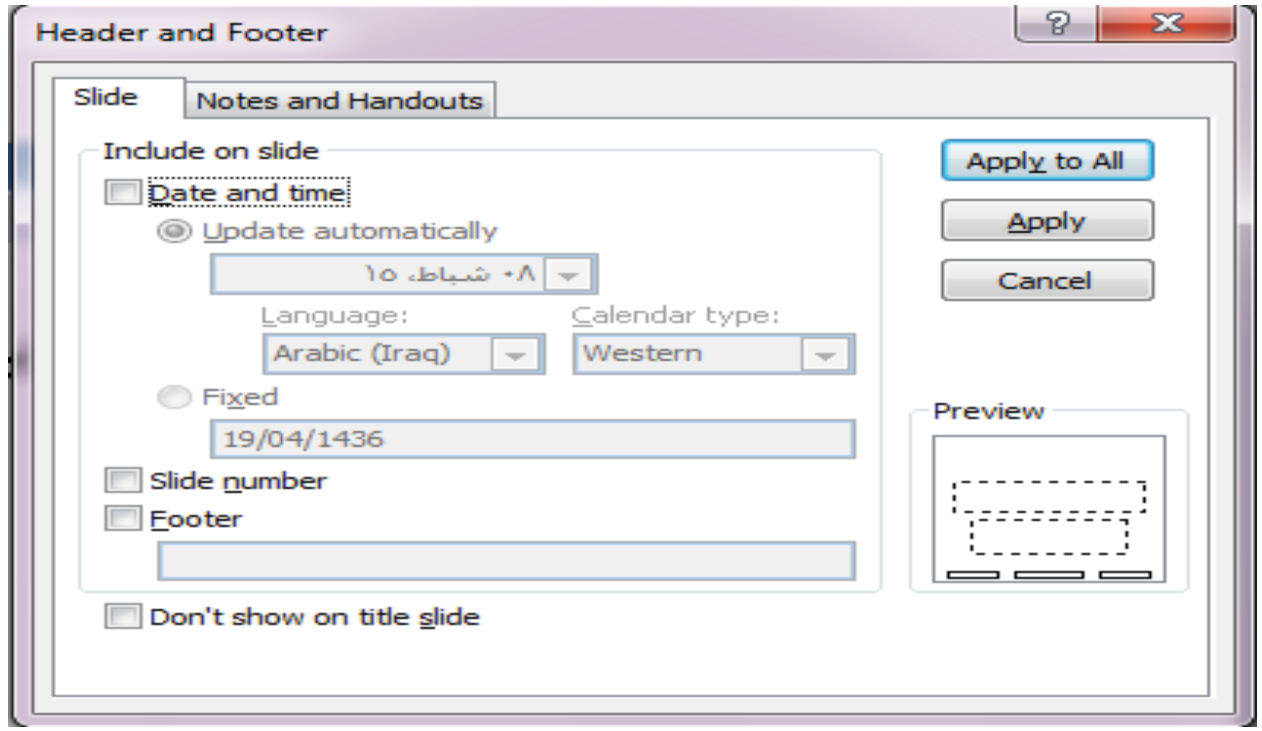 Header and Footer
Slide
Notes and Handouts
Include on slide
Date and time
Update automatically
٠٨ شباط، ١٥
Language:
Calendar type:
Arabic (Iraq)
Western
Fixed
19/04/1436
Slide number
Footer
Don't show on title slide
Apply to All
Apply
Cancel
Preview